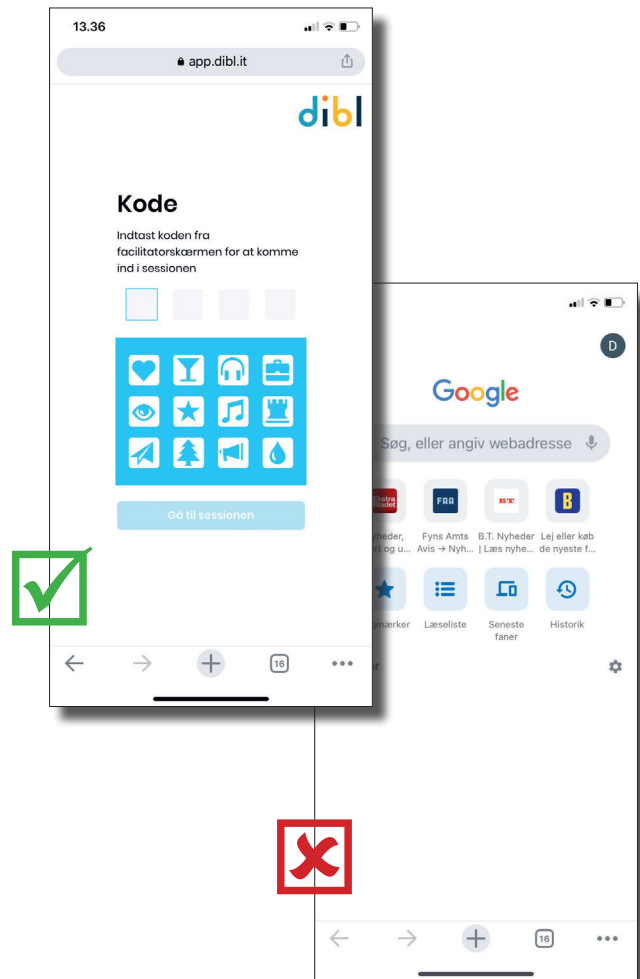 13.36
app.dibl.it
dibl
Kode
Indtast koden fra
facilitatorskærmen for at komme
ind i sessionen
Gå til sessionen
16
D
Google
Søg, eller angiv webadresse
Ekstra
Bladet
FAA
B.T.
B
Fyns Amts
Avis → Nyh...
B.T. Nyheder
| Læs nyhe...
Lej eller køb
de nyeste f...
Læseliste
Seneste
faner
Historik
16